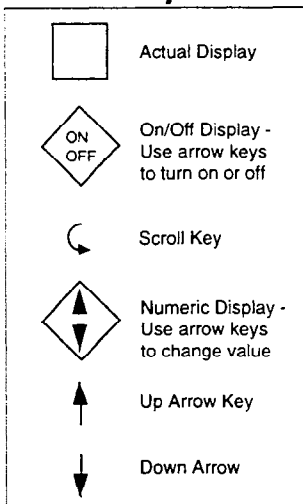 Actual Display
ON
OFF
On/Off Display -
Use arrow keys
to turn on or off
Scroll Key
Numeric Display -
Use arrow keys
to change value
Up Arrow Key
Down Arrow